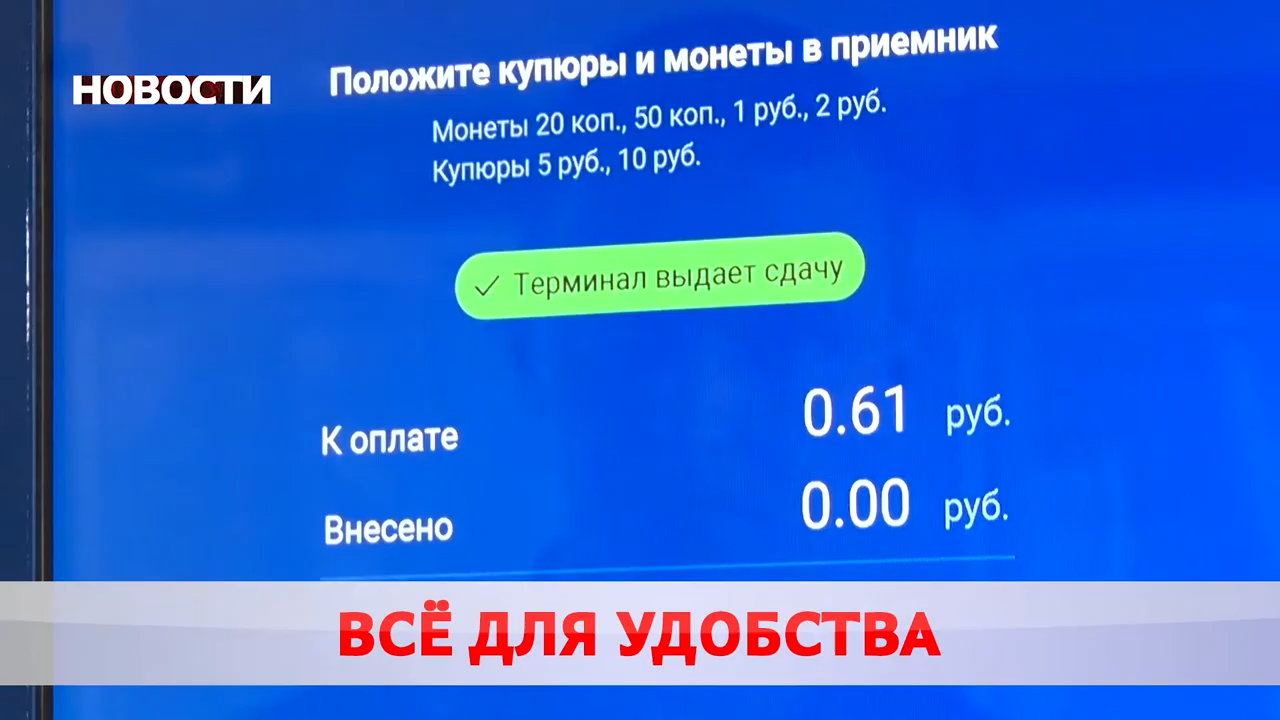 НОВОСТИ
Положите купюры и монеты в приемник
Монеты 20 коп., 50 коп., 1 руб., 2 руб.
Купюры 5 руб., 10 руб.
✓ Терминал выдает сдачу
К оплате 0.61 руб.
Внесено 0.00 руб.
ВСЁ ДЛЯ УДОБСТВА